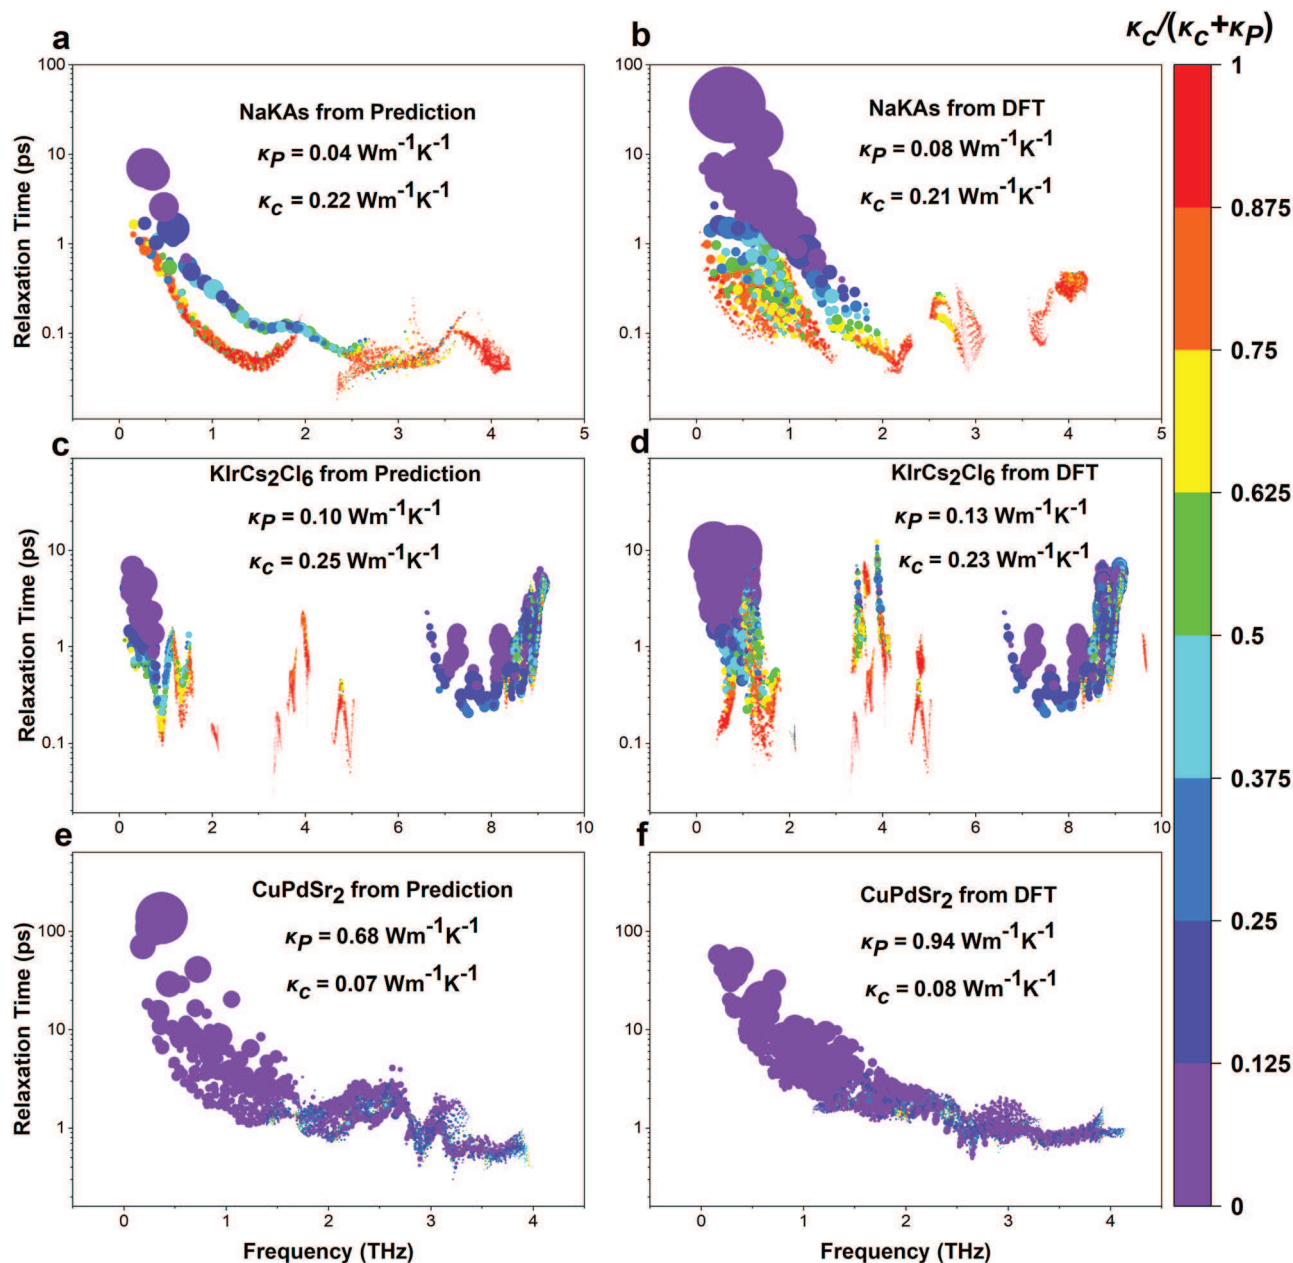 a
b
κc/(κc+κP)
100
10
1
0.1
Relaxation Time (ps)
NaKAs from Prediction
κP = 0.04 Wm⁻¹K⁻¹
κc = 0.22 Wm⁻¹K⁻¹
0 1 2 3 4 5
100
10
1
0.1
NaKAs from DFT
κP = 0.08 Wm⁻¹K⁻¹
κc = 0.21 Wm⁻¹K⁻¹
0 1 2 3 4 5
c
d
10
1
0.1
Relaxation Time (ps)
KIrCs₂Cl₆ from Prediction
κP = 0.10 Wm⁻¹K⁻¹
κc = 0.25 Wm⁻¹K⁻¹
0 2 4 6 8 10
10
1
0.1
KIrCs₂Cl₆ from DFT
κP = 0.13 Wm⁻¹K⁻¹
κc = 0.23 Wm⁻¹K⁻¹
0 2 4 6 8 10
e
f
100
10
1
Relaxation Time (ps)
CuPdSr₂ from Prediction
κP = 0.68 Wm⁻¹K⁻¹
κc = 0.07 Wm⁻¹K⁻¹
0 1 2 3 4
Frequency (THz)
100
10
1
CuPdSr₂ from DFT
κP = 0.94 Wm⁻¹K⁻¹
κc = 0.08 Wm⁻¹K⁻¹
0 1 2 3 4
Frequency (THz)
1
0.875
0.75
0.625
0.5
0.375
0.25
0.125
0